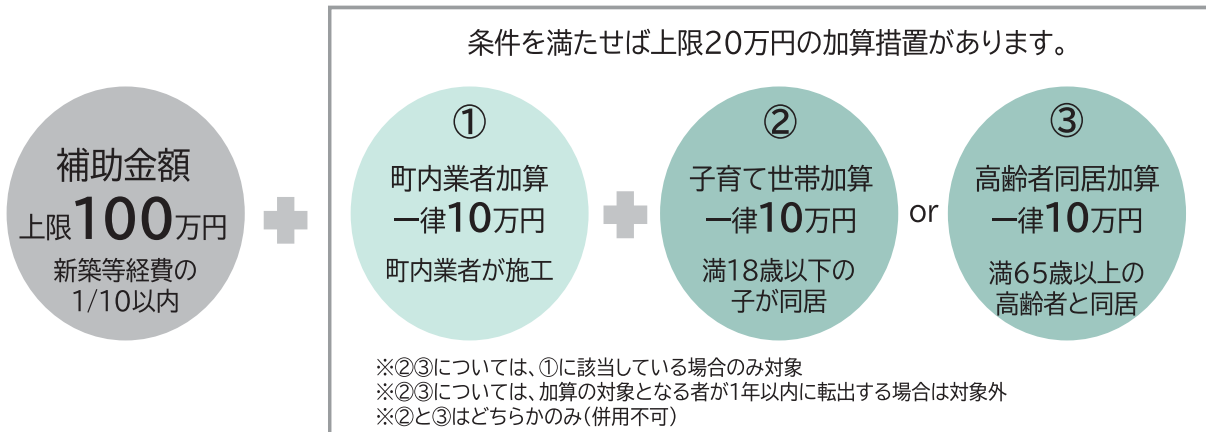 条件を満たせば上限20万円の加算措置があります。
補助金額
上限100万円
新築等経費の
1/10以内
①
町内業者加算
一律10万円
町内業者が施工
②
子育て世帯加算
一律10万円
満18歳以下の
子が同居
or
③
高齢者同居加算
一律10万円
満65歳以上の
高齢者と同居
※②③については、①に該当している場合のみ対象
※②③については、加算の対象となる者が1年以内に転出する場合は対象外
※②と③はどちらかのみ(併用不可)